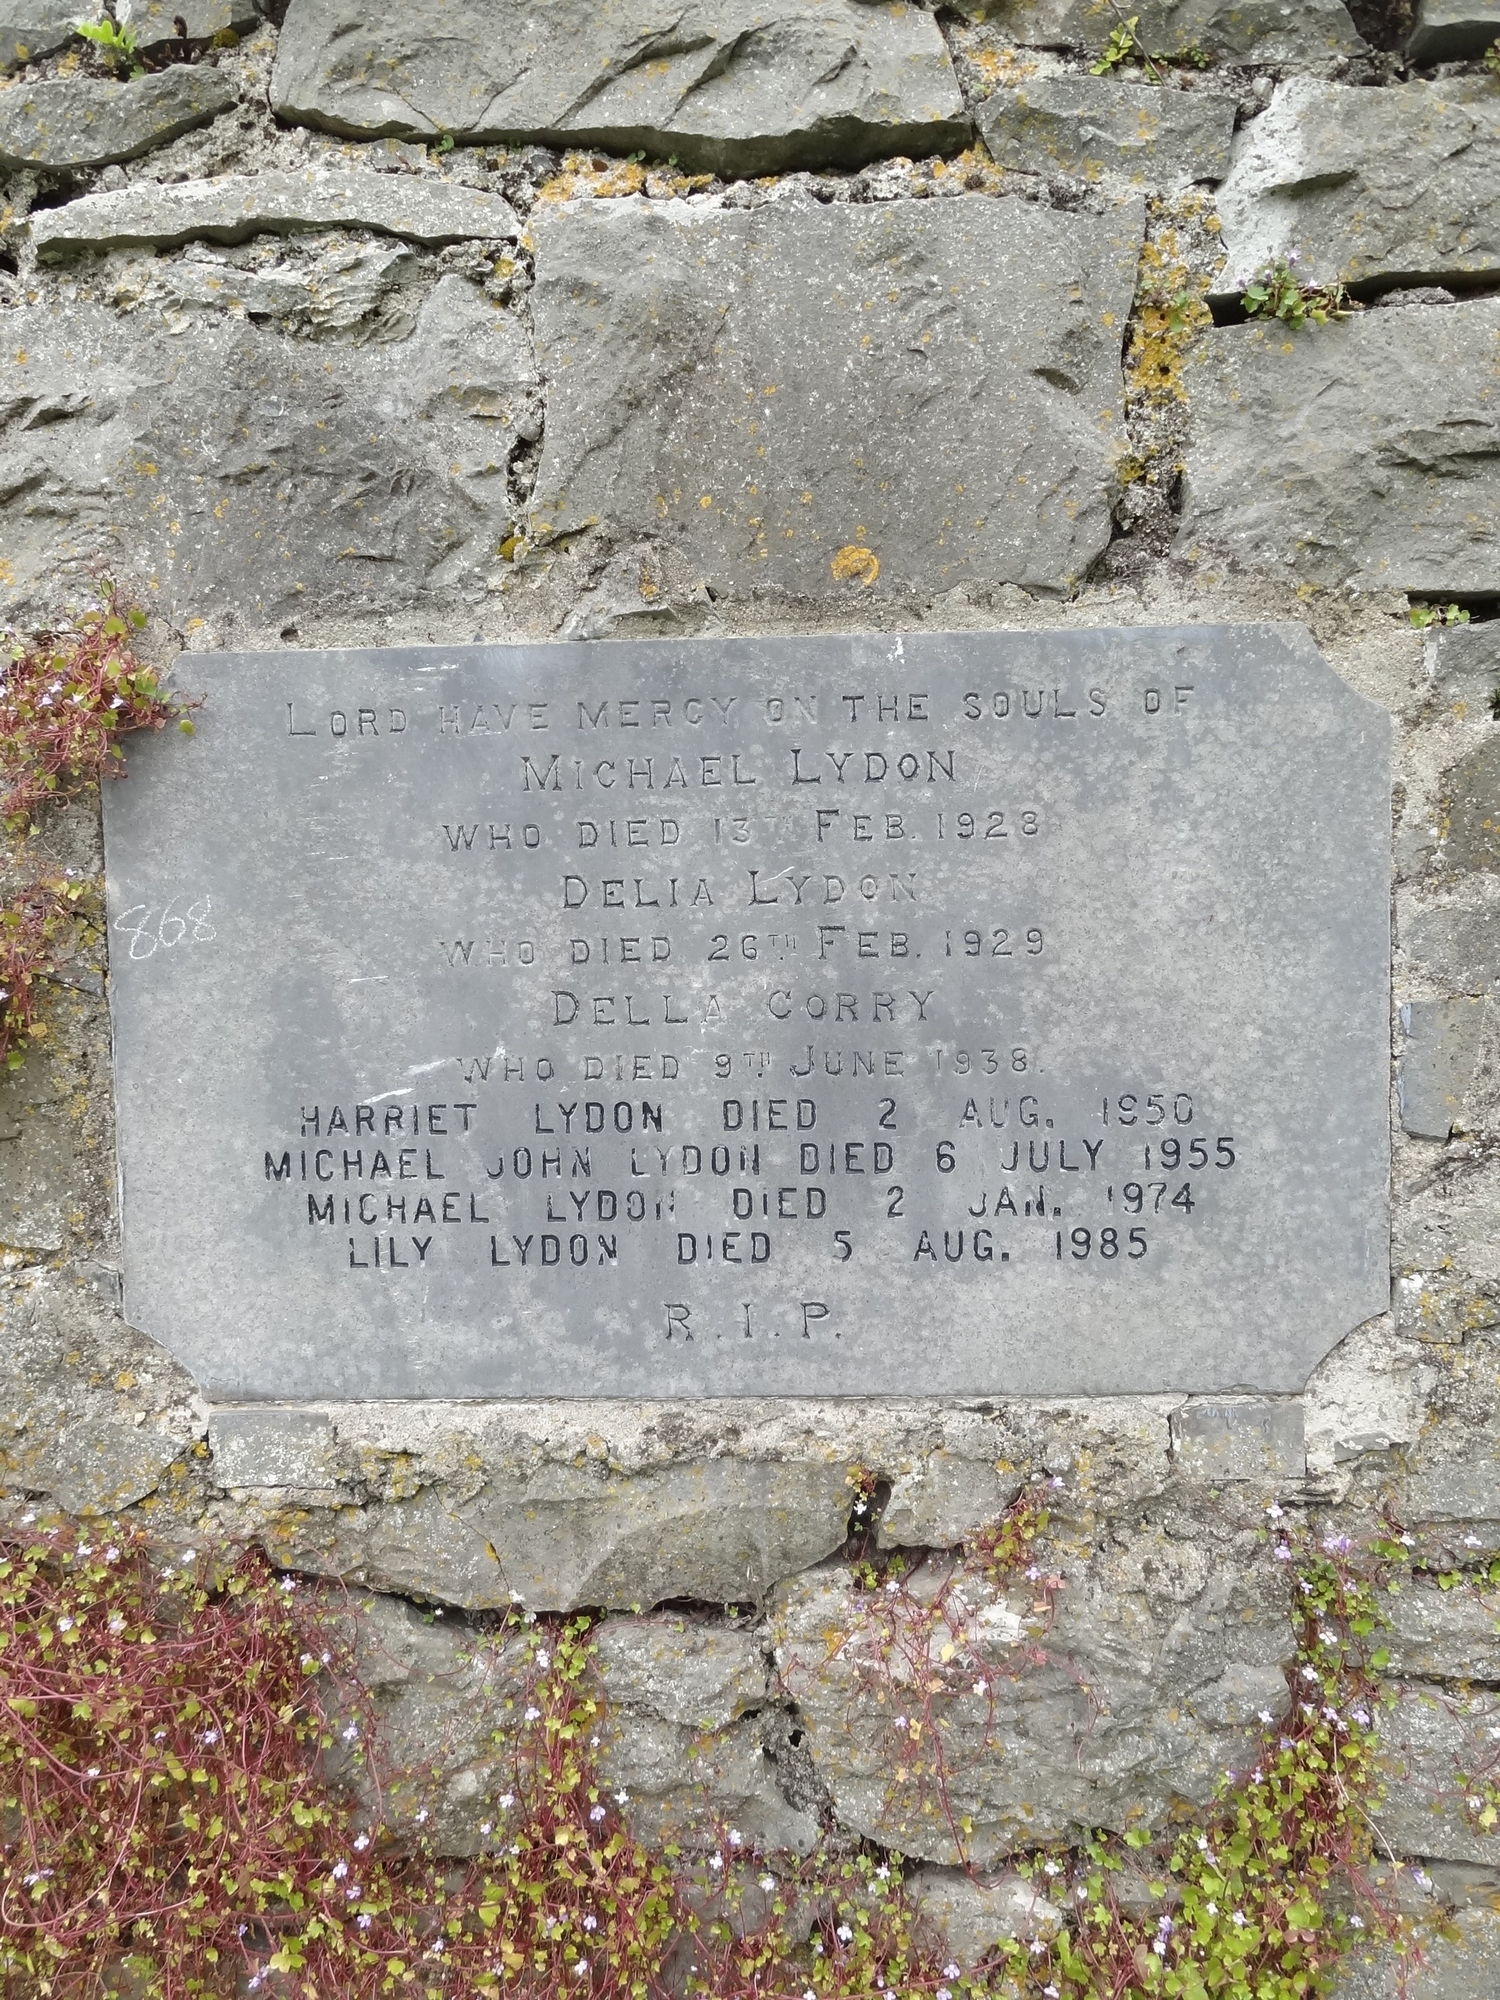 LORD HAVE MERCY ON THE SOULS OF
MICHAEL LYDON
WHO DIED 13TH FEB. 1928
DELIA LYDON
868
WHO DIED 26TH FEB. 1929
DELLA CORRY
WHO DIED 9TH JUNE 1938.
HARRIET LYDON DIED 2 AUG. 1950
MICHAEL JOHN LYDON DIED 6 JULY 1955
MICHAEL LYDON DIED 2 JAN. 1974
LILY LYDON DIED 5 AUG. 1985
R.I.P.